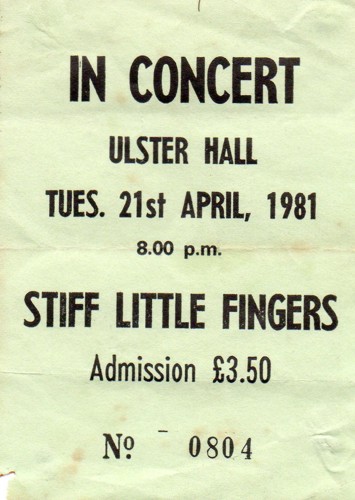 IN CONCERT
ULSTER HALL
TUES. 21st APRIL, 1981
8.00 p.m.
STIFF LITTLE FINGERS
Admission £3.50
Nº 0804